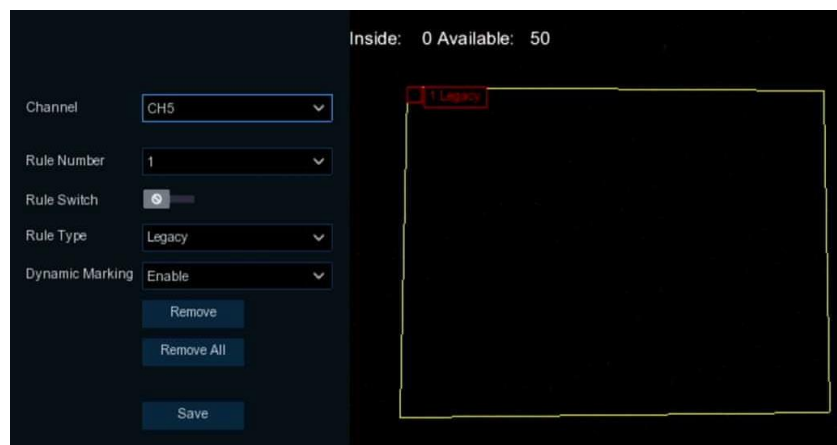 Inside: 0 Available: 50
1 Legacy
Channel CH5
Rule Number 1
Rule Switch
Rule Type Legacy
Dynamic Marking Enable
Remove
Remove All
Save